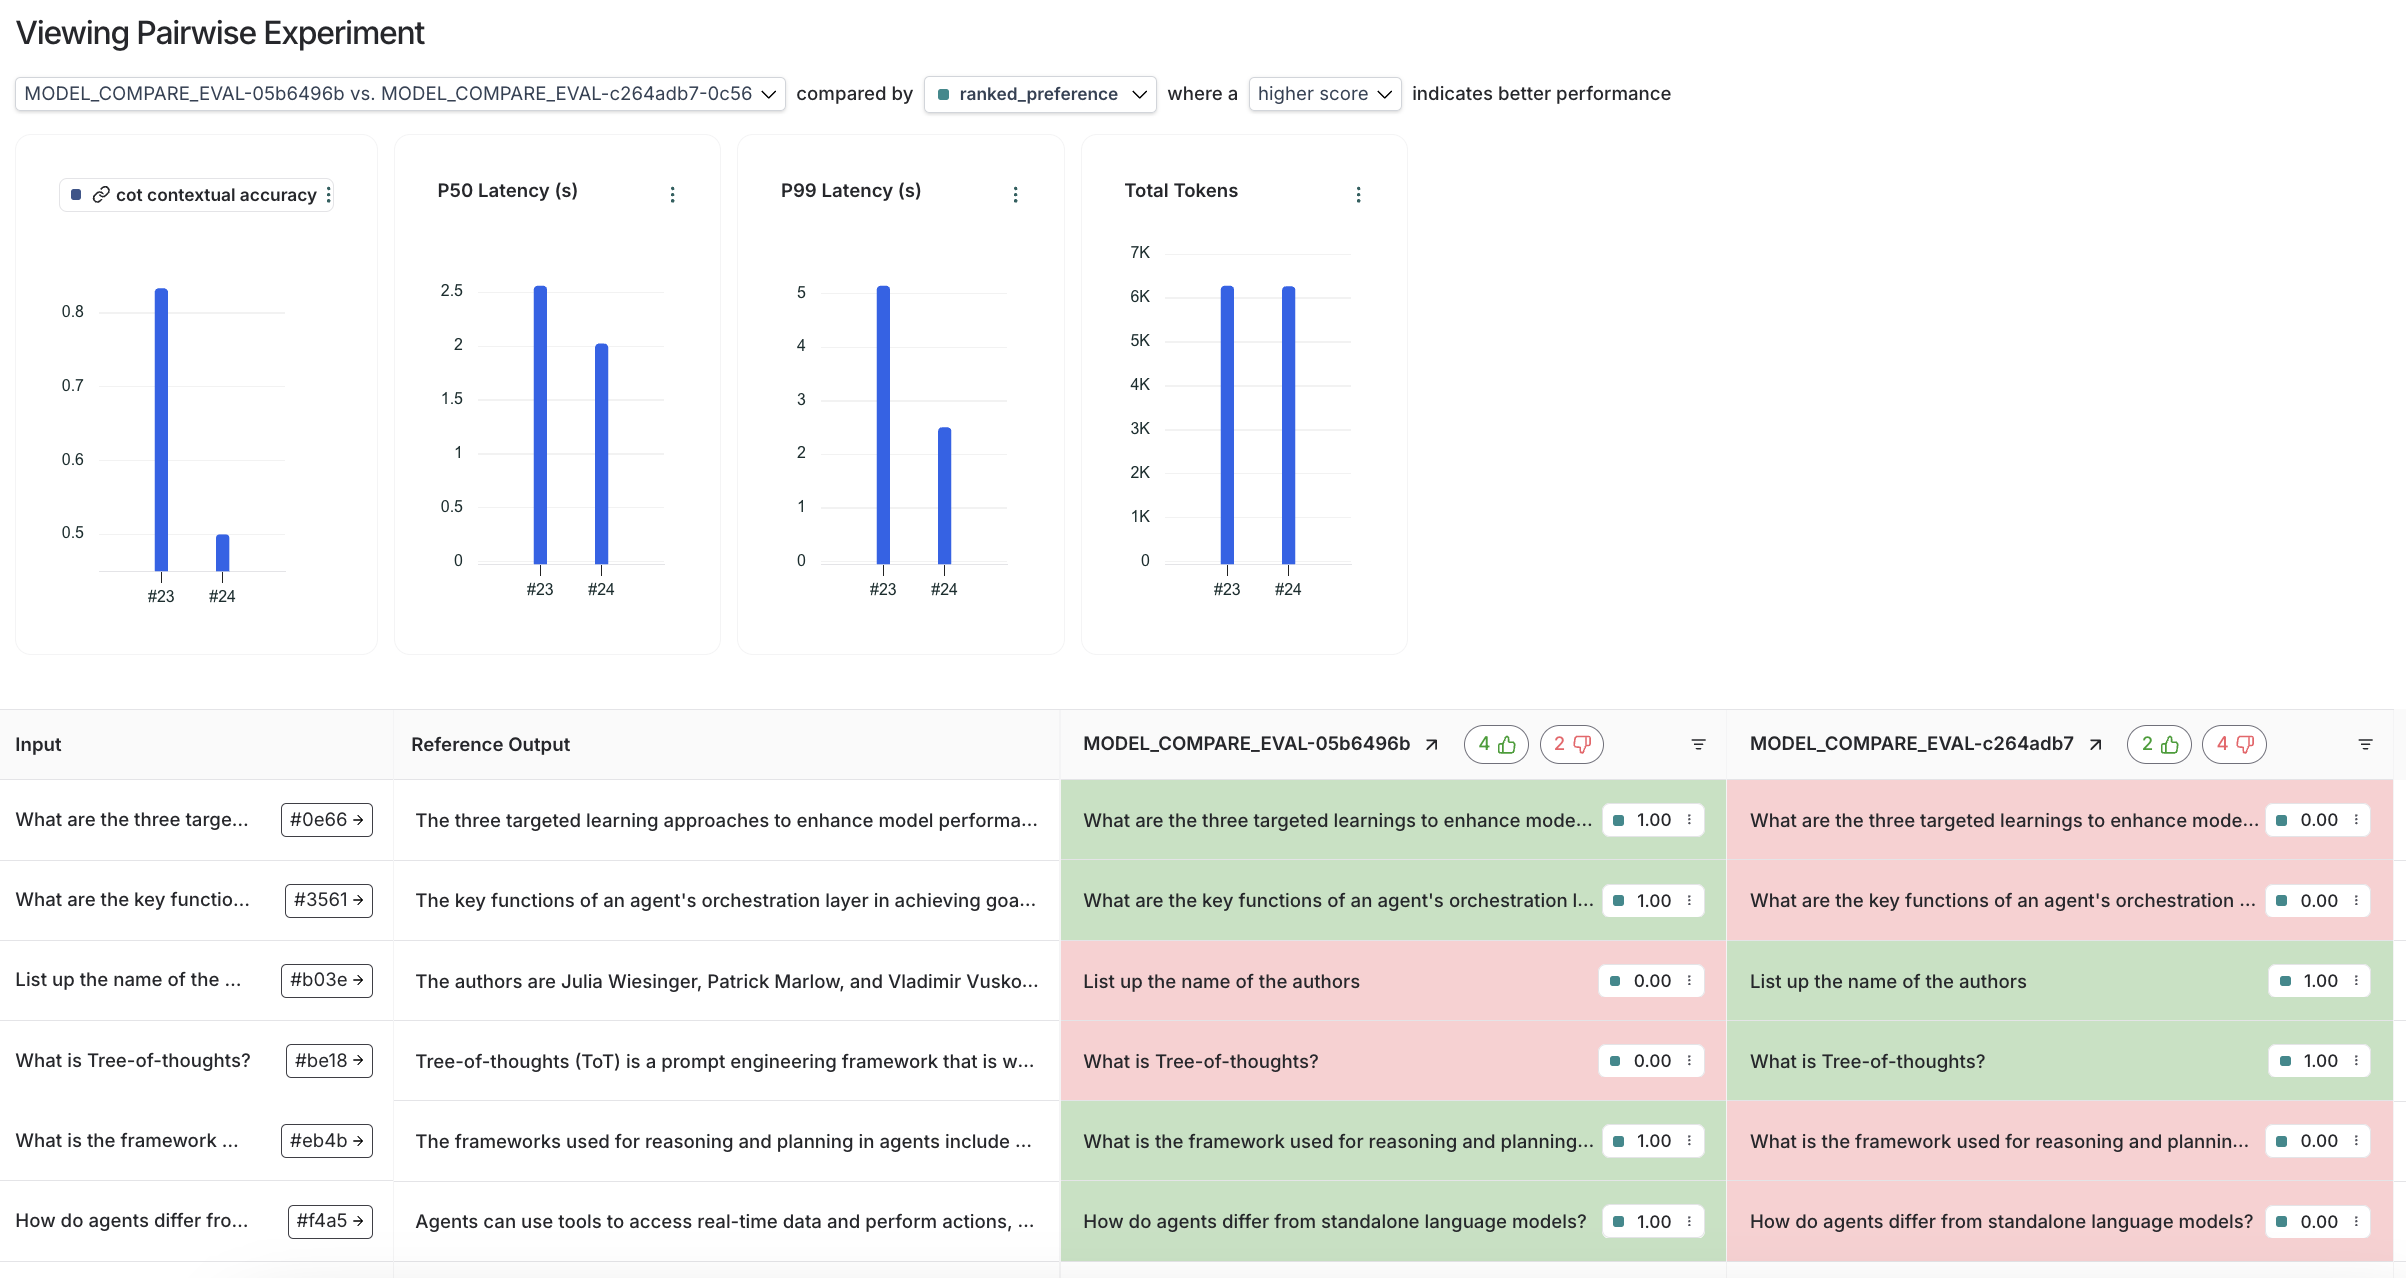 Viewing Pairwise Experiment
MODEL_COMPARE_EVAL-05b6496b vs. MODEL_COMPARE_EVAL-c264adb7-0c56 compared by ranked_preference where a higher score indicates better performance
cot contextual accuracy
0.8
0.7
0.6
0.5
#23 #24
P50 Latency (s)
2.5
2
1.5
1
0.5
0
#23 #24
P99 Latency (s)
5
4
3
2
1
0
#23 #24
Total Tokens
7K
6K
5K
4K
3K
2K
1K
0
#23 #24
Input Reference Output MODEL_COMPARE_EVAL-05b6496b 4 2 MODEL_COMPARE_EVAL-c264adb7 2 4
What are the three targe... #0e66 The three targeted learning approaches to enhance model performa... What are the three targeted learnings to enhance mode... 1.00 What are the three targeted learnings to enhance mode... 0.00
What are the key functio... #3561 The key functions of an agent's orchestration layer in achieving goa... What are the key functions of an agent's orchestration l... 1.00 What are the key functions of an agent's orchestration ... 0.00
List up the name of the ... #b03e The authors are Julia Wiesinger, Patrick Marlow, and Vladimir Vusko... List up the name of the authors 0.00 List up the name of the authors 1.00
What is Tree-of-thoughts? #be18 Tree-of-thoughts (ToT) is a prompt engineering framework that is w... What is Tree-of-thoughts? 0.00 What is Tree-of-thoughts? 1.00
What is the framework ... #eb4b The frameworks used for reasoning and planning in agents include ... What is the framework used for reasoning and planning... 1.00 What is the framework used for reasoning and plannin... 0.00
How do agents differ fro... #f4a5 Agents can use tools to access real-time data and perform actions, ... How do agents differ from standalone language models? 1.00 How do agents differ from standalone language models? 0.00